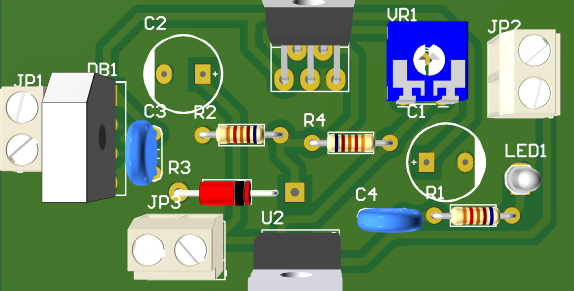 VR1
C2
JP2
JP1
DB1
C3
R2
R4
C1
R3
LED1
JP3
U2
C4
R1
+
+